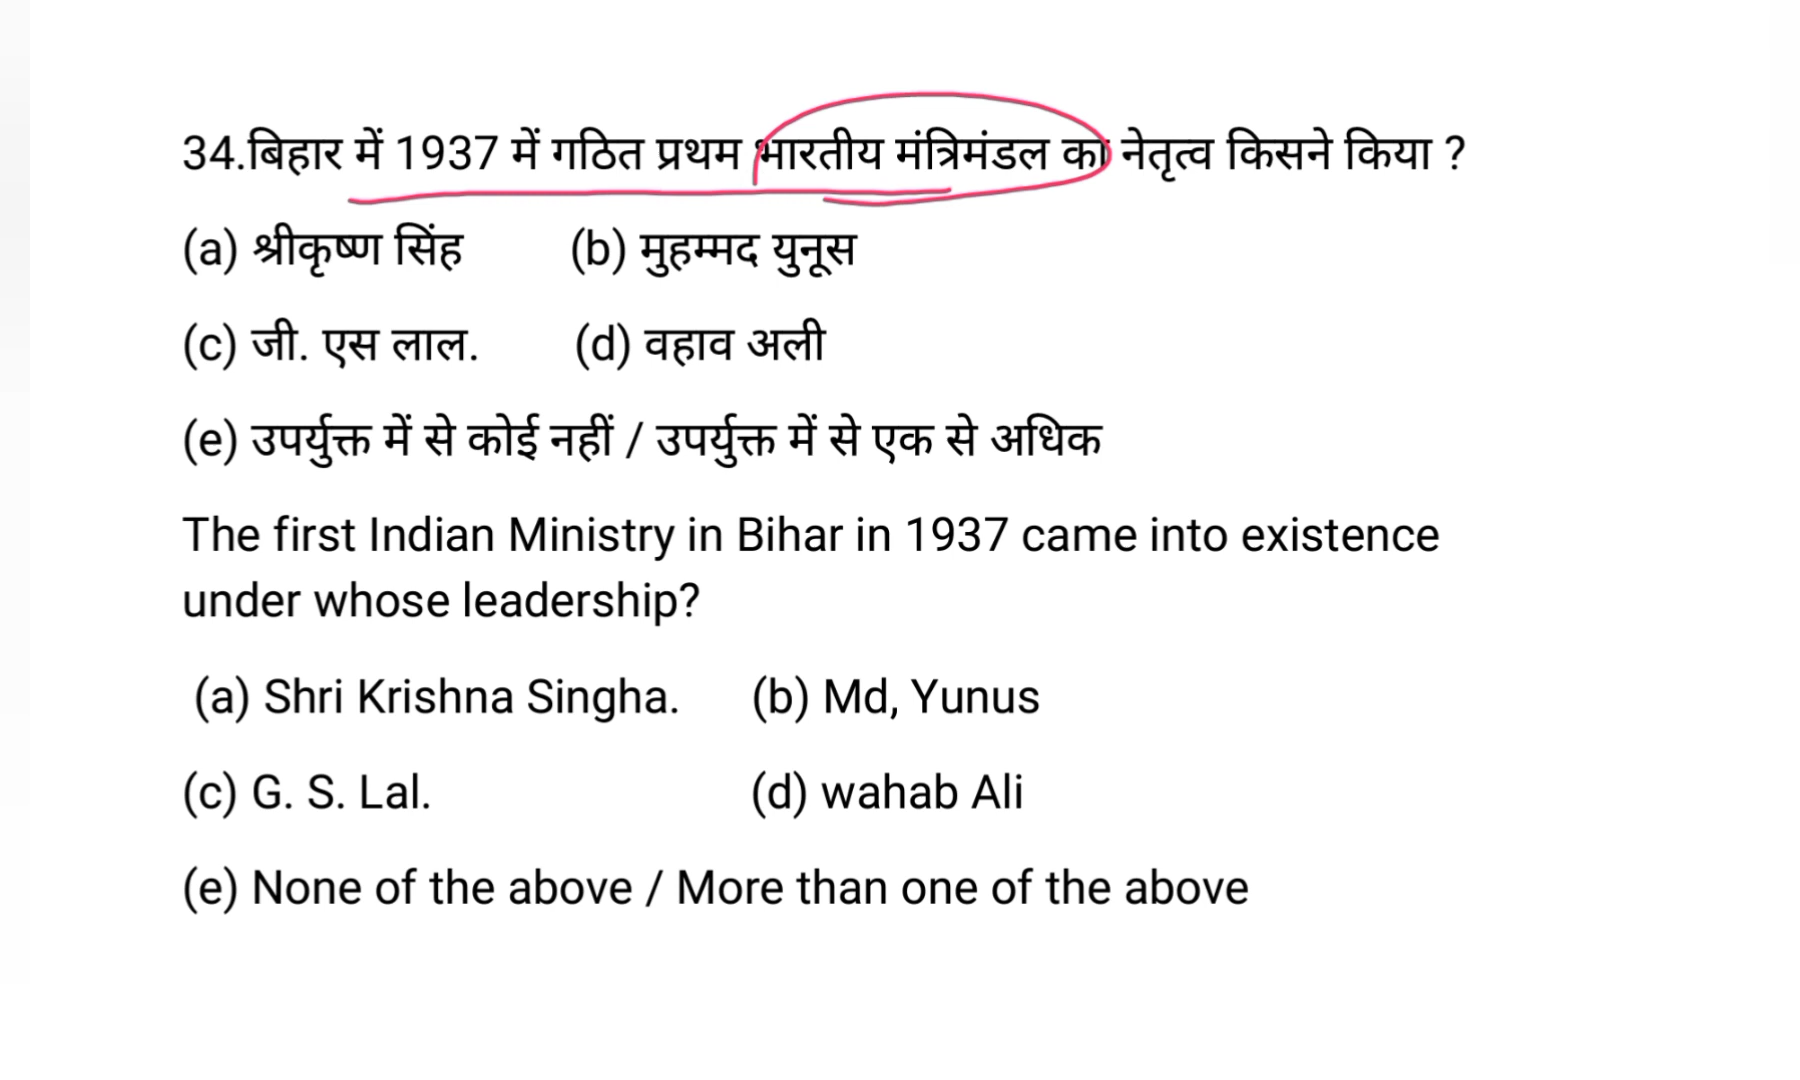 34.बिहार में 1937 में गठित प्रथम भारतीय मंत्रिमंडल का नेतृत्व किसने किया ?
(a) श्रीकृष्ण सिंह (b) मुहम्मद युनूस
(c) जी. एस लाल. (d) वहाव अली
(e) उपर्युक्त में से कोई नहीं / उपर्युक्त में से एक से अधिक
The first Indian Ministry in Bihar in 1937 came into existence
under whose leadership?
(a) Shri Krishna Singha. (b) Md, Yunus
(c) G. S. Lal. (d) wahab Ali
(e) None of the above / More than one of the above